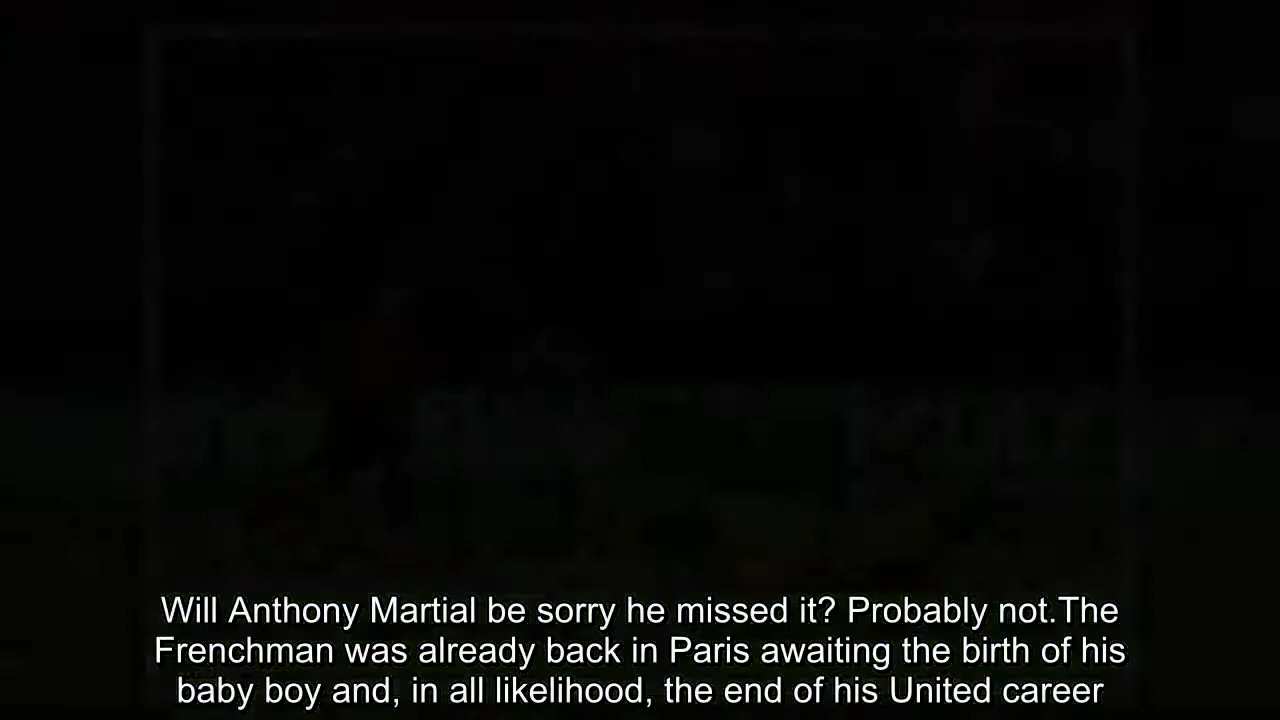 Will Anthony Martial be sorry he missed it? Probably not.The
Frenchman was already back in Paris awaiting the birth of his
baby boy and, in all likelihood, the end of his United career